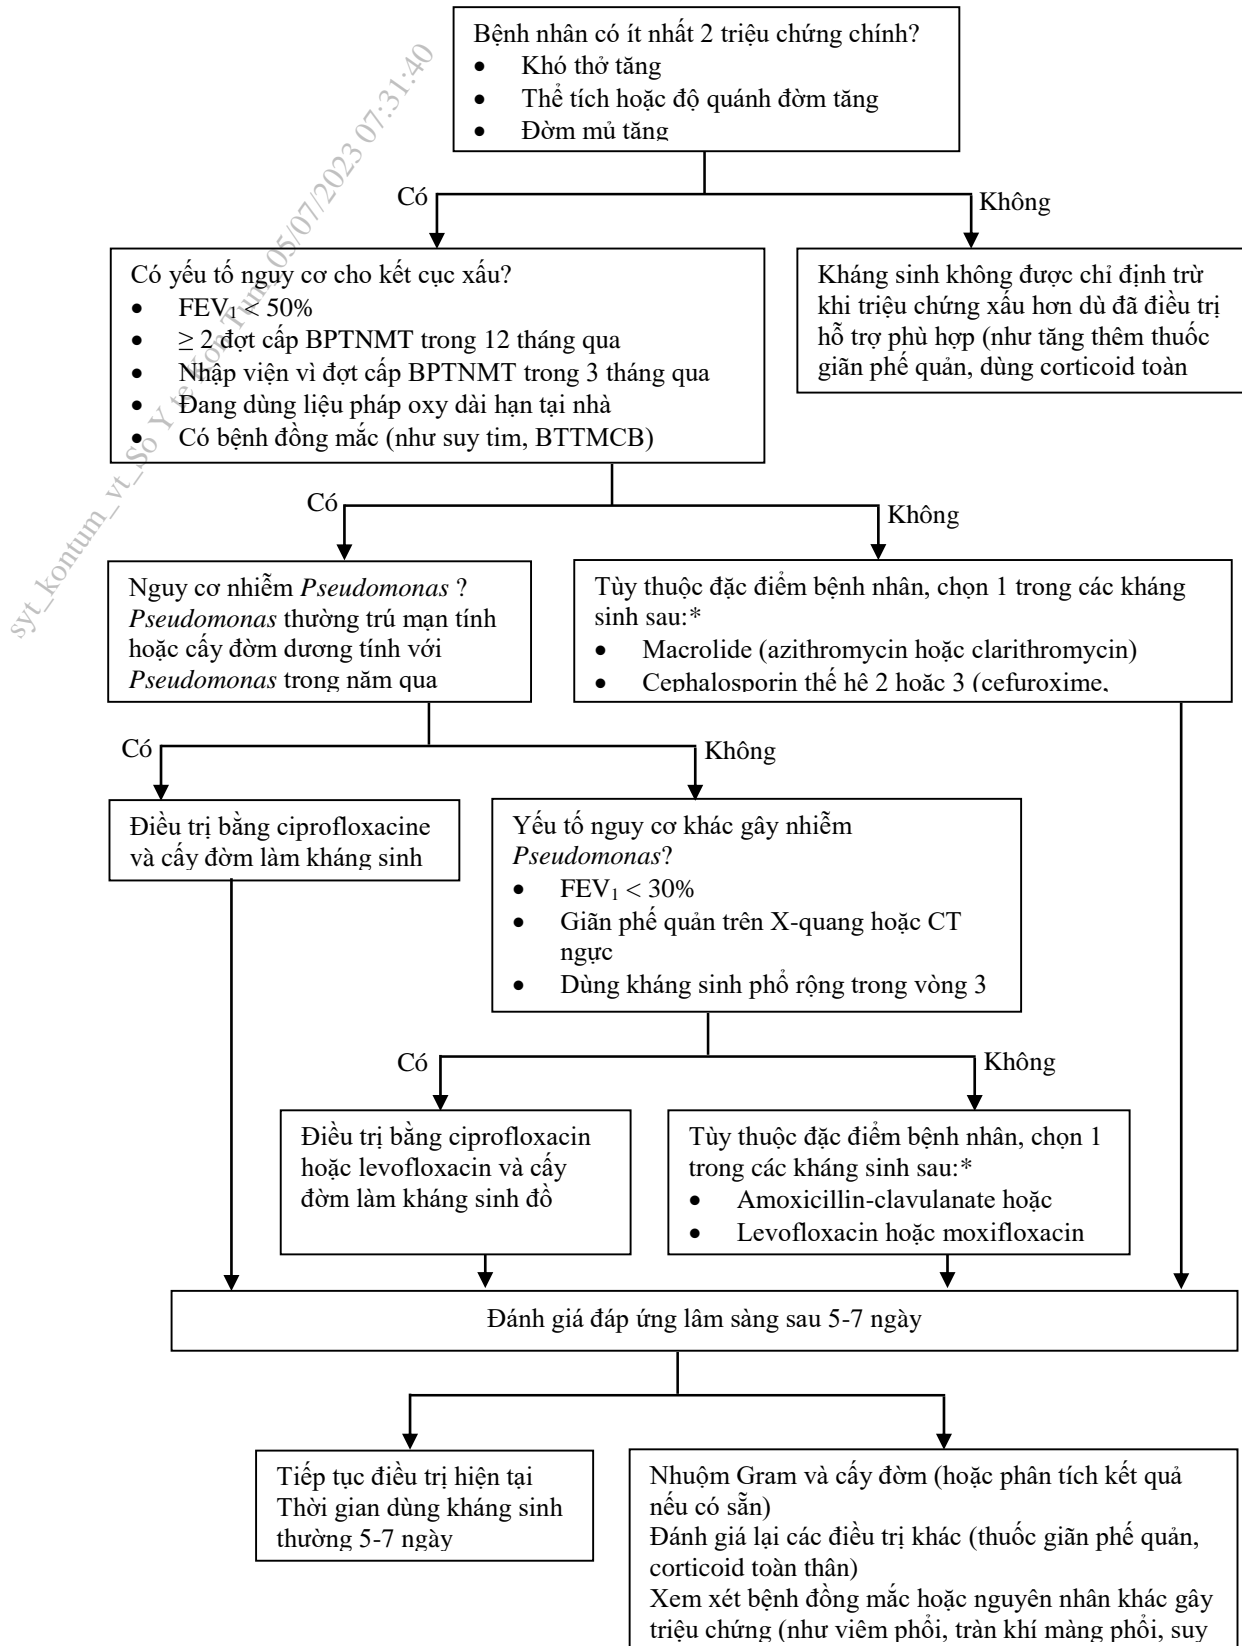 Bệnh nhân có ít nhất 2 triệu chứng chính?
• Khó thở tăng
• Thể tích hoặc độ quánh đờm tăng
• Đờm mủ tăng
Có
Không
Có yếu tố nguy cơ cho kết cục xấu?
• FEV₁ < 50%
• ≥ 2 đợt cấp BPTNMT trong 12 tháng qua
• Nhập viện vì đợt cấp BPTNMT trong 3 tháng qua
• Đang dùng liệu pháp oxy dài hạn tại nhà
• Có bệnh đồng mắc (như suy tim, BTTMCB)
Kháng sinh không được chỉ định trừ
khi triệu chứng xấu hơn dù đã điều trị
hỗ trợ phù hợp (như tăng thêm thuốc
giãn phế quản, dùng corticoid toàn
syt_kontum_vt_So Y te Kon Tum_05/07/2023 07:31:40
Có
Không
Nguy cơ nhiễm Pseudomonas ?
Pseudomonas thường trú mạn tính
hoặc cấy đờm dương tính với
Pseudomonas trong năm qua
Tùy thuộc đặc điểm bệnh nhân, chọn 1 trong các kháng
sinh sau:*
• Macrolide (azithromycin hoặc clarithromycin)
• Cephalosporin thế hệ 2 hoặc 3 (cefuroxime,
Có
Không
Điều trị bằng ciprofloxacine
và cấy đờm làm kháng sinh
Yếu tố nguy cơ khác gây nhiễm
Pseudomonas?
• FEV₁ < 30%
• Giãn phế quản trên X-quang hoặc CT
ngực
• Dùng kháng sinh phổ rộng trong vòng 3
Có
Không
Điều trị bằng ciprofloxacin
hoặc levofloxacin và cấy
đờm làm kháng sinh đồ
Tùy thuộc đặc điểm bệnh nhân, chọn 1
trong các kháng sinh sau:*
• Amoxicillin-clavulanate hoặc
• Levofloxacin hoặc moxifloxacin
Đánh giá đáp ứng lâm sàng sau 5-7 ngày
Tiếp tục điều trị hiện tại
Thời gian dùng kháng sinh
thường 5-7 ngày
Nhuộm Gram và cấy đờm (hoặc phân tích kết quả
nếu có sẵn)
Đánh giá lại các điều trị khác (thuốc giãn phế quản,
corticoid toàn thân)
Xem xét bệnh đồng mắc hoặc nguyên nhân khác gây
triệu chứng (như viêm phổi, tràn khí màng phổi, suy